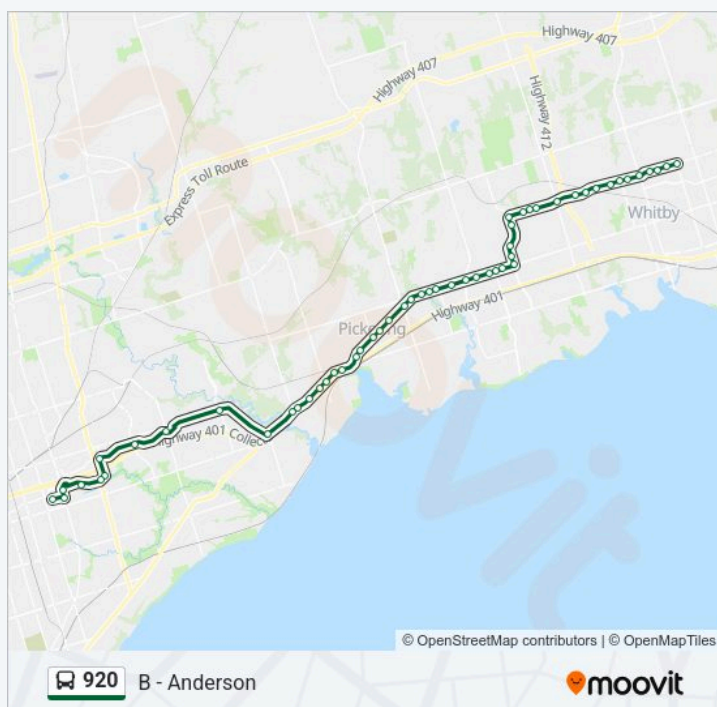 Highway 407
Highway 407
Highway 412
Express Toll Route
Whitby
Highway 401
Pickering
Highway 401 Collec
© OpenStreetMap contributors | © OpenMapTiles
920 B - Anderson
moovit